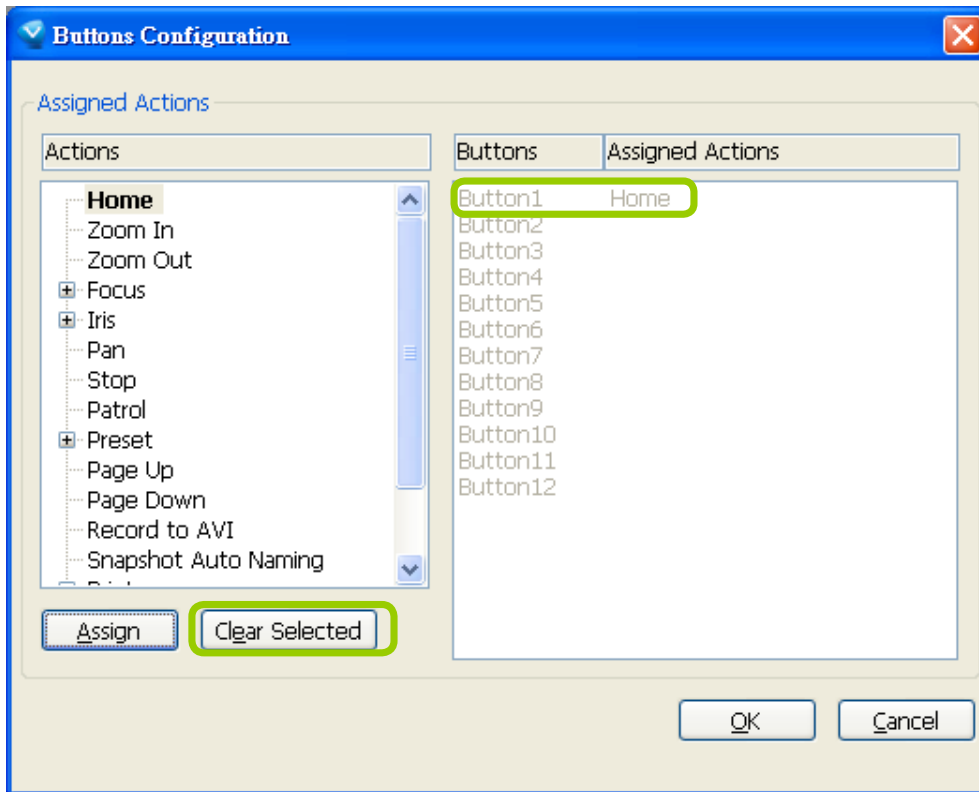 Buttons Configuration
Assigned Actions
Actions
Home
Zoom In
Zoom Out
Focus
Iris
Pan
Stop
Patrol
Preset
Page Up
Page Down
Record to AVI
Snapshot Auto Naming
Assign
Clear Selected
Buttons Assigned Actions
Button1 Home
Button2
Button3
Button4
Button5
Button6
Button7
Button8
Button9
Button10
Button11
Button12
OK
Cancel